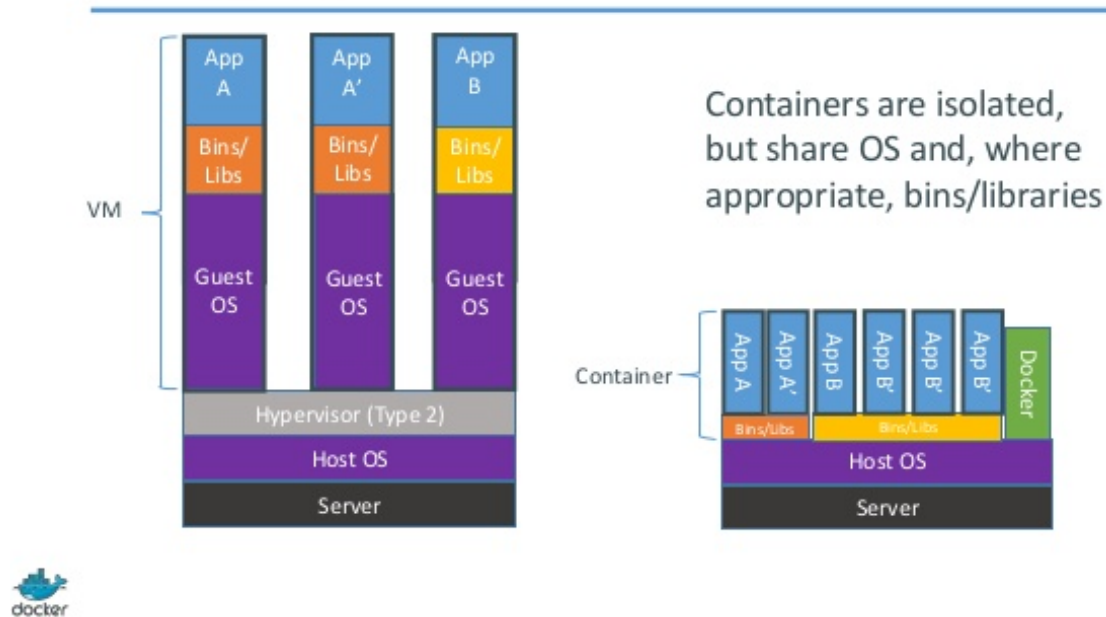 App
A
Bins/
Libs
Guest
OS
App
A’
Bins/
Libs
Guest
OS
App
B
Bins/
Libs
Guest
OS
VM
Hypervisor (Type 2)
Host OS
Server
Containers are isolated,
but share OS and, where
appropriate, bins/libraries
Container
App A
App A’
App B
App B’
App B’
App B’
Docker
Bins/Libs
Bins/Libs
Host OS
Server
docker